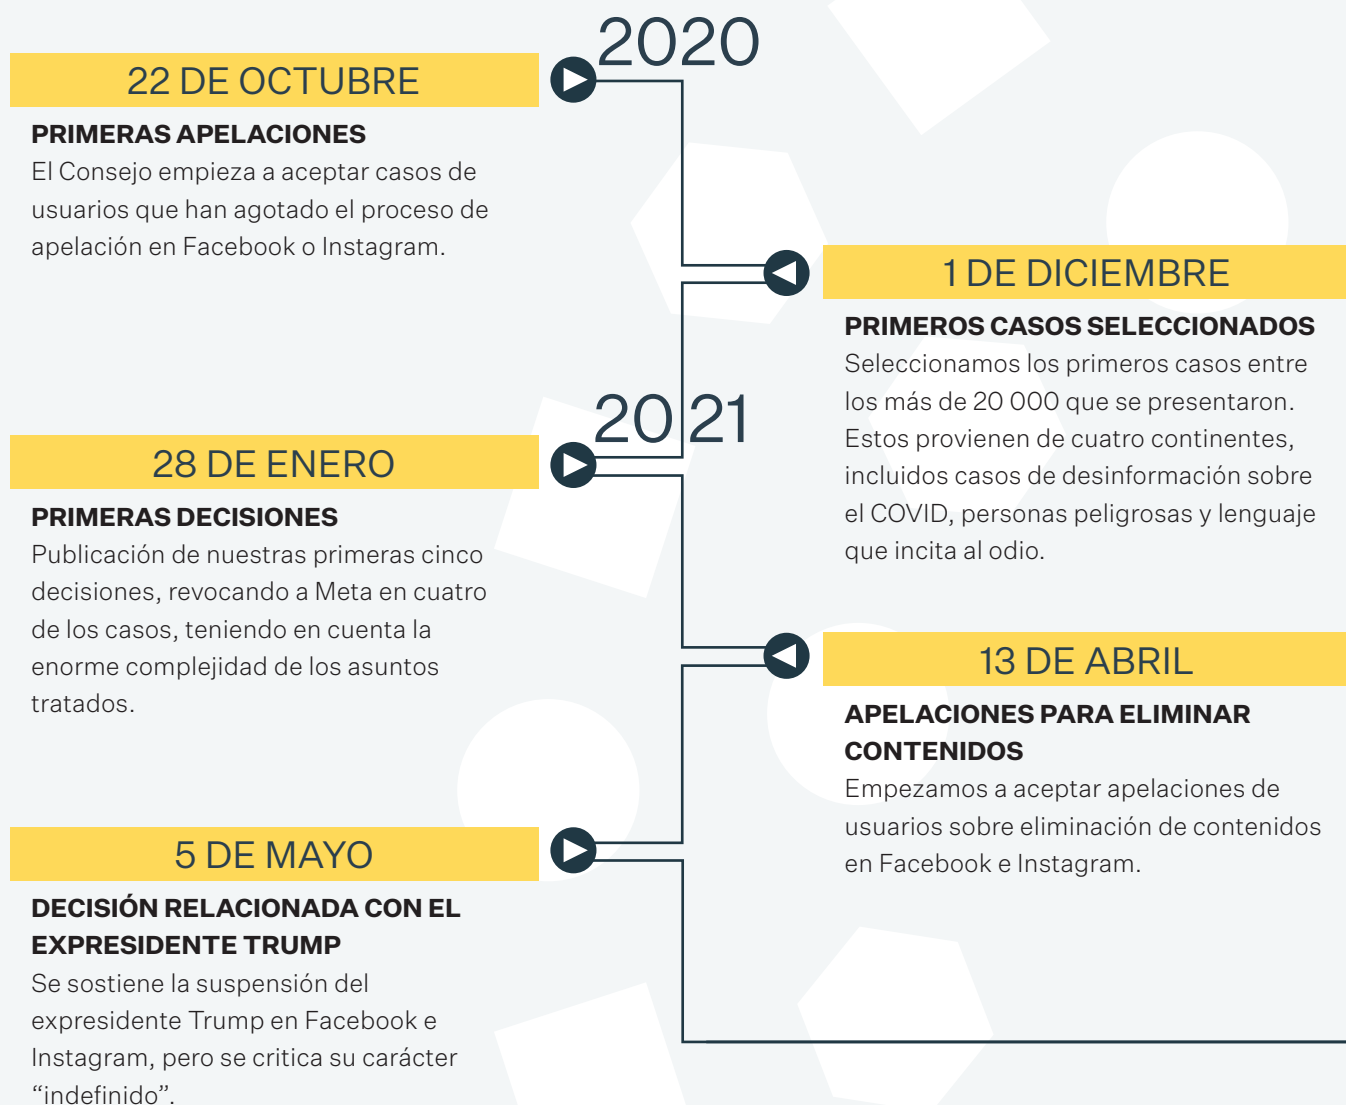 2020
22 DE OCTUBRE
PRIMERAS APELACIONES
El Consejo empieza a aceptar casos de
usuarios que han agotado el proceso de
apelación en Facebook o Instagram.
1 DE DICIEMBRE
PRIMEROS CASOS SELECCIONADOS
Seleccionamos los primeros casos entre
los más de 20 000 que se presentaron.
Estos provienen de cuatro continentes,
incluidos casos de desinformación sobre
el COVID, personas peligrosas y lenguaje
que incita al odio.
2021
28 DE ENERO
PRIMERAS DECISIONES
Publicación de nuestras primeras cinco
decisiones, revocando a Meta en cuatro
de los casos, teniendo en cuenta la
enorme complejidad de los asuntos
tratados.
13 DE ABRIL
APELACIONES PARA ELIMINAR
CONTENIDOS
Empezamos a aceptar apelaciones de
usuarios sobre eliminación de contenidos
en Facebook e Instagram.
5 DE MAYO
DECISIÓN RELACIONADA CON EL
EXPRESIDENTE TRUMP
Se sostiene la suspensión del
expresidente Trump en Facebook e
Instagram, pero se critica su carácter
“indefinido”.